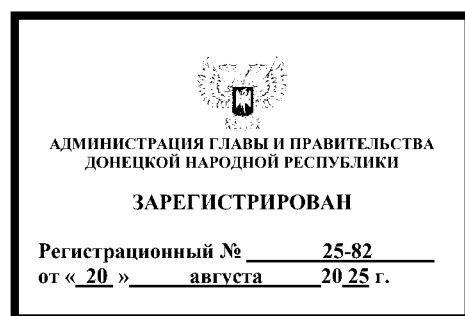 АДМИНИСТРАЦИЯ ГЛАВЫ И ПРАВИТЕЛЬСТВА
ДОНЕЦКОЙ НАРОДНОЙ РЕСПУБЛИКИ
ЗАРЕГИСТРИРОВАН
Регистрационный № 25-82
от « 20 » августа 20 25 г.